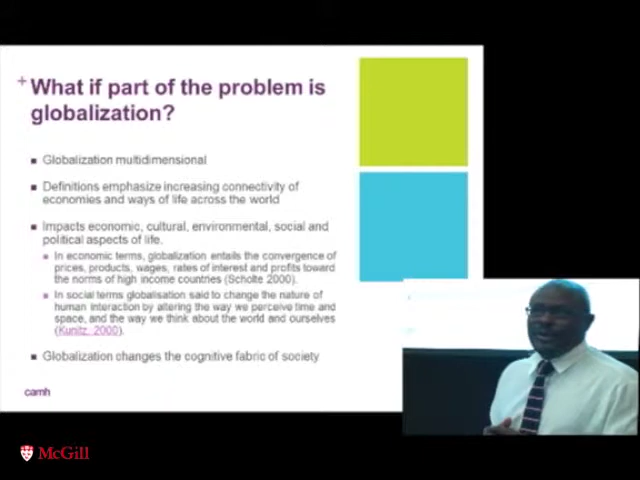 + What if part of the problem is
globalization?
■ Globalization multidimensional
■ Definitions emphasize increasing connectivity of
economies and ways of life across the world
■ Impacts economic, cultural, environmental, social and
political aspects of life.
■ In economic terms, globalization entails the convergence of
prices, products, wages, rates of interest and profits toward
the norms of high income countries (Scholte 2000).
■ In social terms globalisation said to change the nature of
human interaction by altering the way we perceive time and
space, and the way we think about the world and ourselves
(Kunitz, 2000).
■ Globalization changes the cognitive fabric of society
camh
McGill